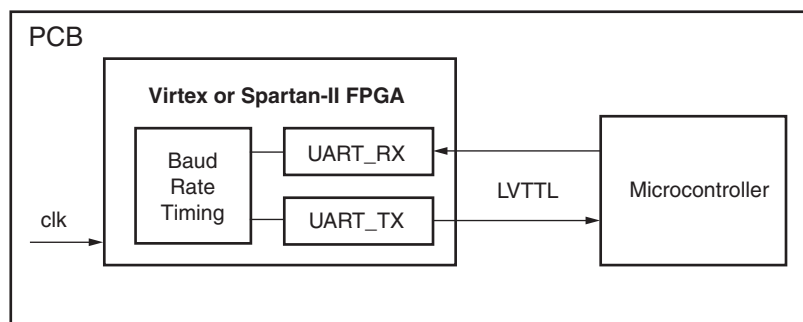 PCB
Virtex or Spartan-II FPGA
Baud
Rate
Timing
UART_RX
UART_TX
clk
LVTTL
Microcontroller